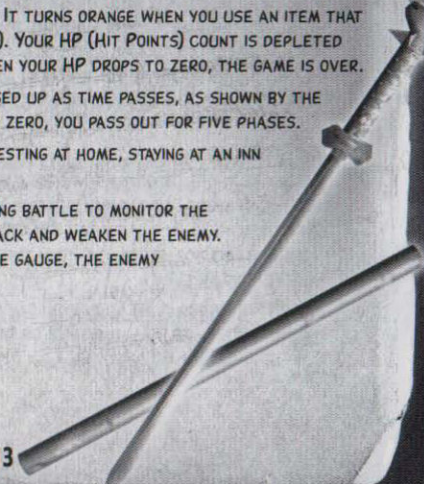 IT TURNS ORANGE WHEN YOU USE AN ITEM THAT
). YOUR HP (HIT POINTS) COUNT IS DEPLETED
EN YOUR HP DROPS TO ZERO, THE GAME IS OVER.
SED UP AS TIME PASSES, AS SHOWN BY THE
ZERO, YOU PASS OUT FOR FIVE PHASES.
ESTING AT HOME, STAYING AT AN INN
NG BATTLE TO MONITOR THE
ACK AND WEAKEN THE ENEMY.
E GAUGE, THE ENEMY
3